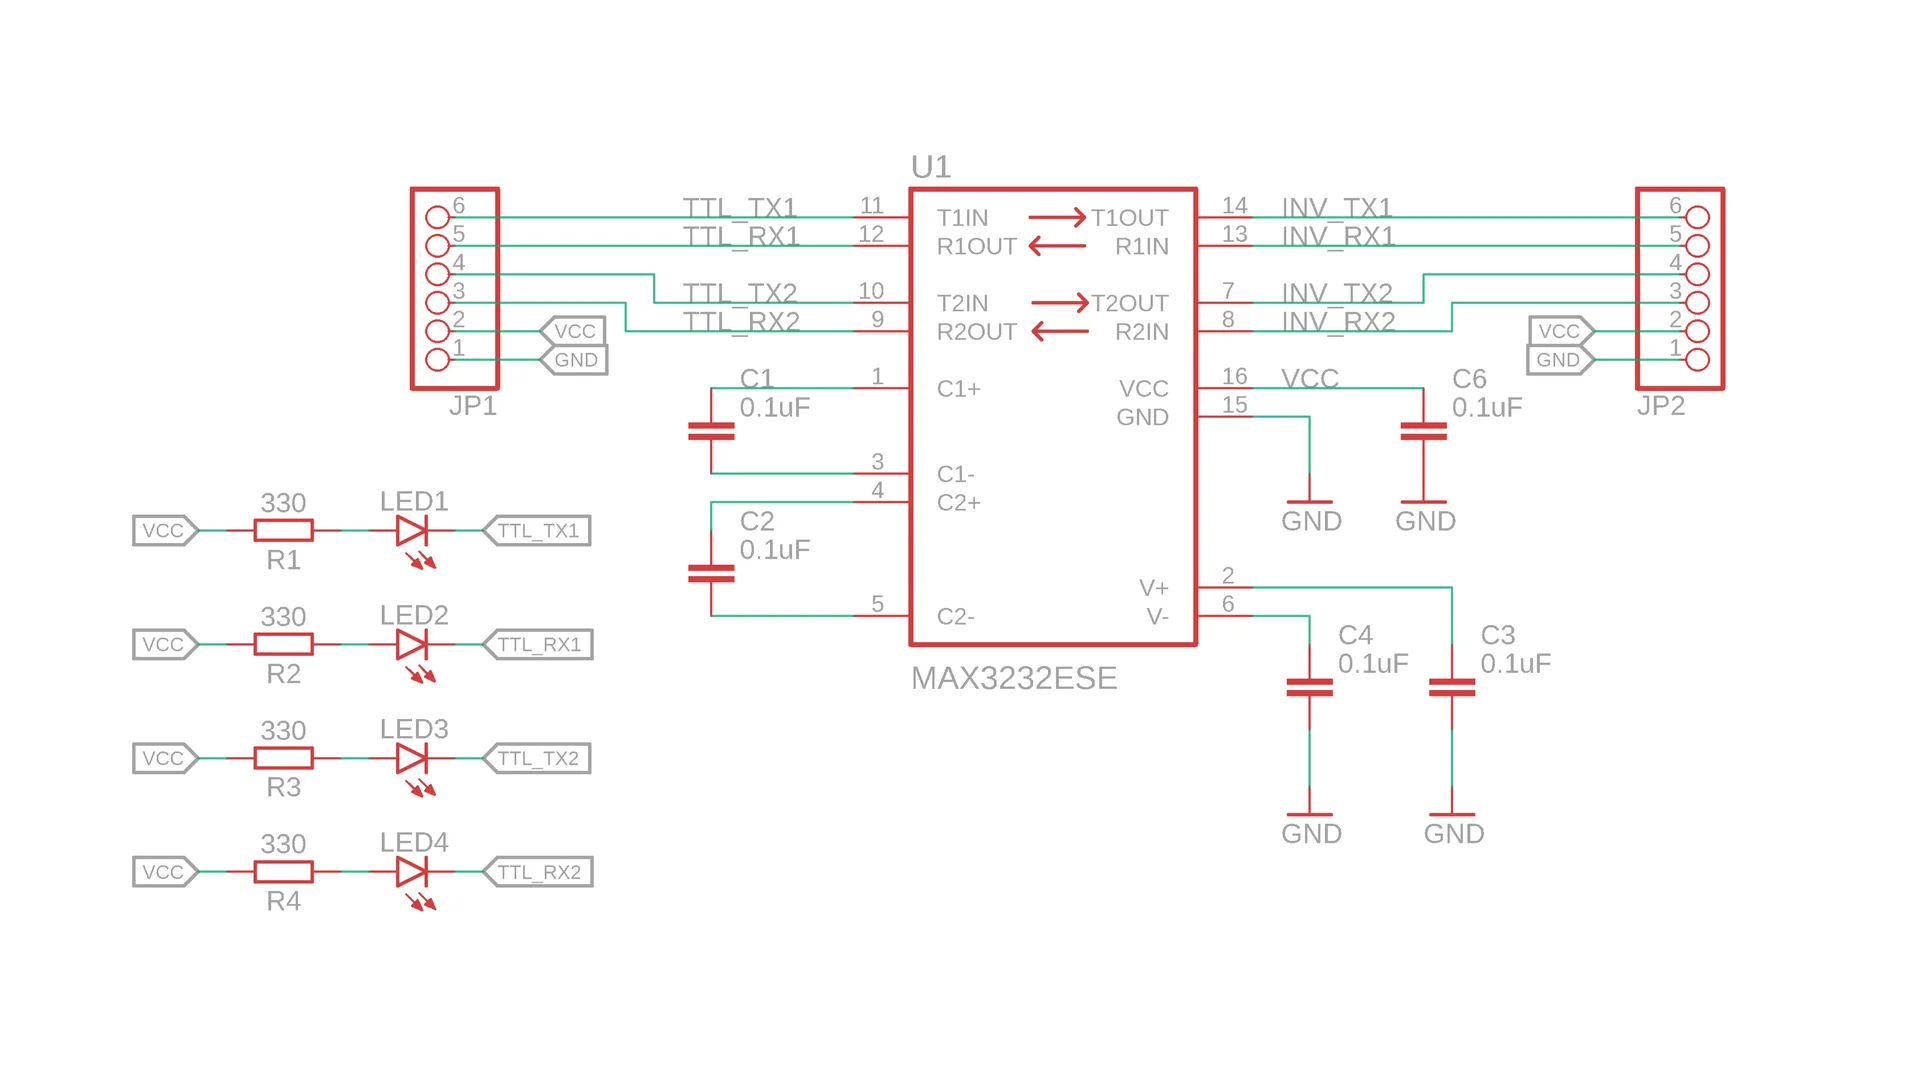 U1
6 TTL_TX1 11 T1IN T1OUT 14 INV_TX1 6
5 TTL_RX1 12 R1OUT R1IN 13 INV_RX1 5
4 4
3 TTL_TX2 10 T2IN T2OUT 7 INV_TX2 3
2 VCC TTL_RX2 9 R2OUT R2IN 8 INV_RX2 VCC 2
1 GND GND 1
JP1 JP2
C1 1 C1+ VCC 16 VCC C6
0.1uF GND 15 0.1uF
3 C1-
4 C2+
GND GND
C2
0.1uF
V+ 2
5 C2- V- 6
C4 C3
0.1uF 0.1uF
MAX3232ESE
GND GND
330 LED1
VCC TTL_TX1
R1
330 LED2
VCC TTL_RX1
R2
330 LED3
VCC TTL_TX2
R3
330 LED4
VCC TTL_RX2
R4